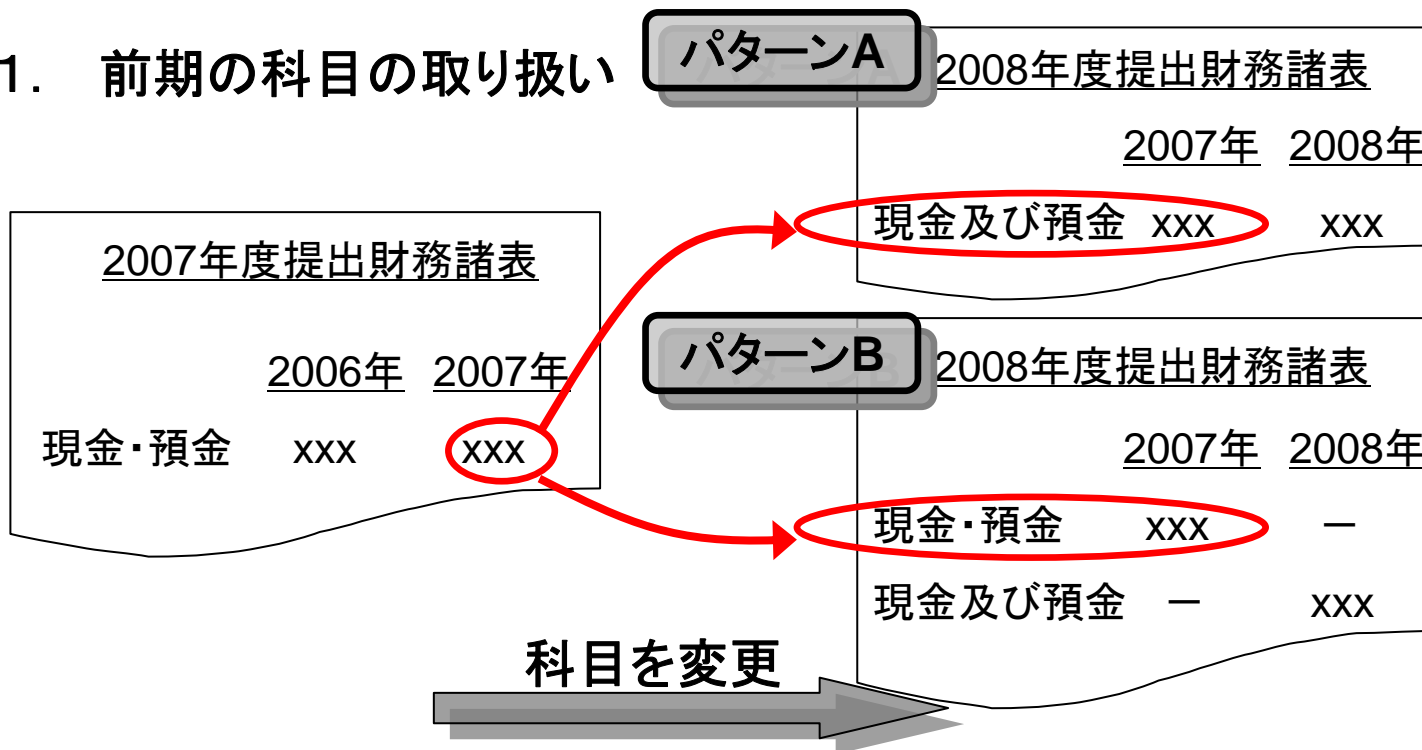 1. 前期の科目の取り扱い
パターンA
2008年度提出財務諸表
2007年 2008年
現金及び預金 xxx xxx
2007年度提出財務諸表
2006年 2007年
現金・預金 xxx xxx
パターンB
2008年度提出財務諸表
2007年 2008年
現金・預金 xxx －
現金及び預金 － xxx
科目を変更